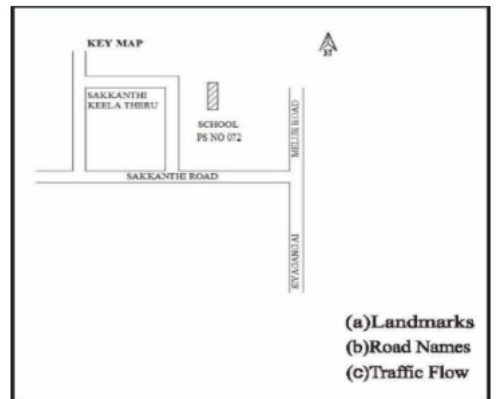 KEY MAP
N
SAKKANTHI
KEELA THERU
SCHOOL
PS NO 072
MELUR ROAD
SAKKANTHI ROAD
SIVAGANGAI
(a)Landmarks
(b)Road Names
(c)Traffic Flow